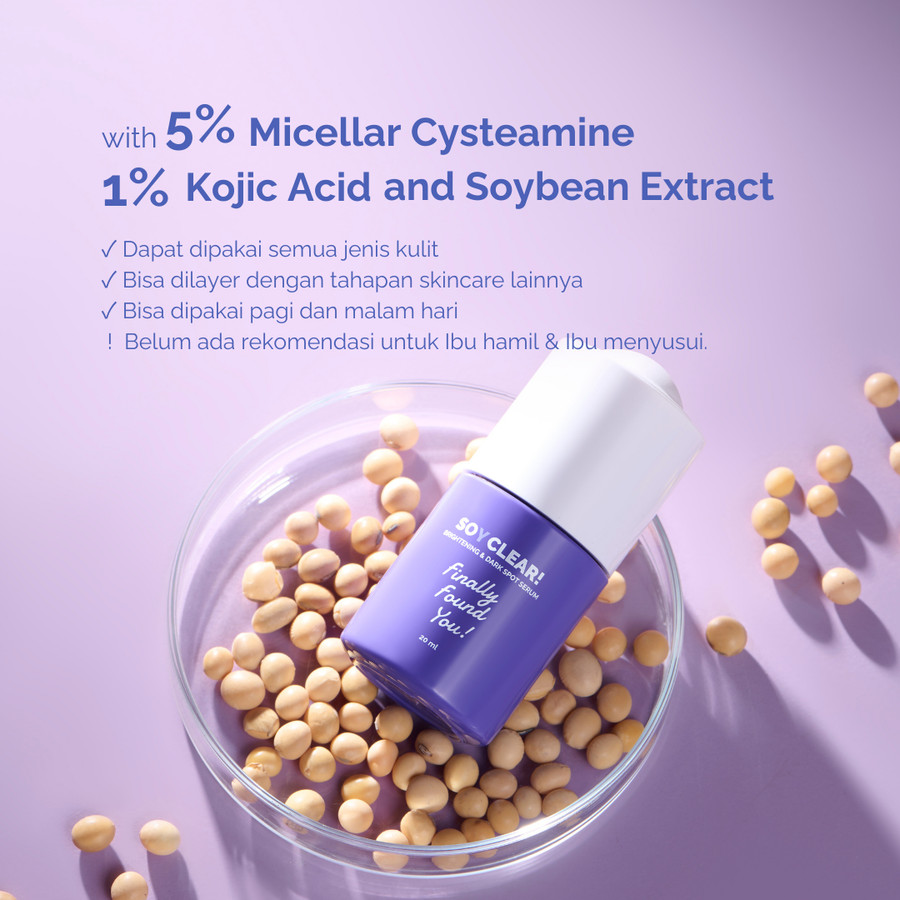 with 5% Micellar Cysteamine
1% Kojic Acid and Soybean Extract
✓ Dapat dipakai semua jenis kulit
✓ Bisa dilayer dengan tahapan skincare lainnya
✓ Bisa dipakai pagi dan malam hari
! Belum ada rekomendasi untuk Ibu hamil & Ibu menyusui.
SOY CLEAR!
BRIGHTENING & DARK SPOT SERUM
Finally
Found
You!
20 ml